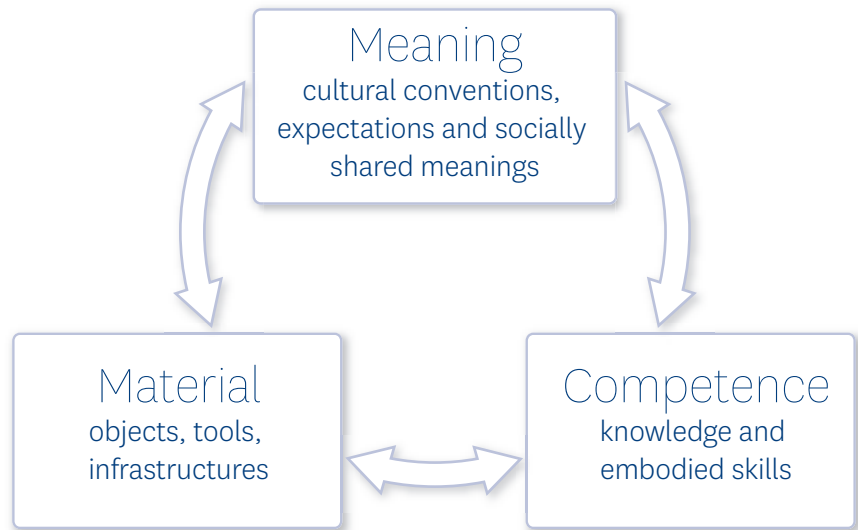 Meaning
cultural conventions,
expectations and socially
shared meanings
Material
objects, tools,
infrastructures
Competence
knowledge and
embodied skills